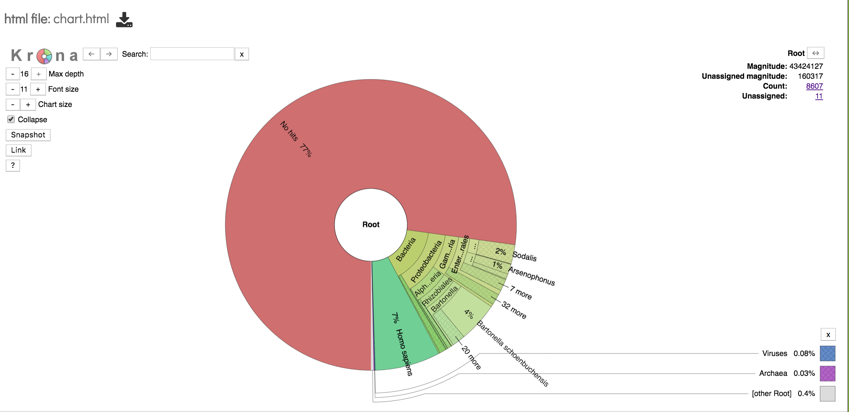 html file: chart.html
Krona ← → Search: x
- 16 + Max depth
- 11 + Font size
- + Chart size
Collapse
Snapshot
Link
?
Root ↔
Magnitude: 43424127
Unassigned magnitude: 160317
Count: 8607
Unassigned: 11
No hits 77%
Root
Bacteria
Proteobacteria
Gam...ria
Enter...rales
2% Sodalis
1% Arsenophonus
7 more
32 more
Alph...eria
Rhizobiales
Bartonella
4% Bartonella schoenbuchensis
20 more
7% Homo sapiens
x
Viruses 0.08%
Archaea 0.03%
[other Root] 0.4%